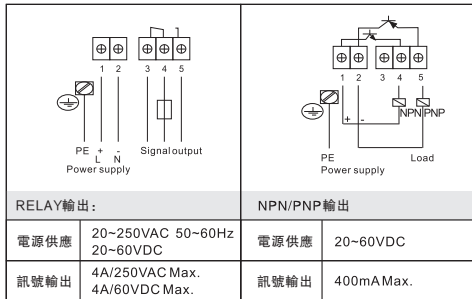 1 2 3 4 5
PE + L - N Signal output
Power supply
1 2 3 4 5
NPN PNP
+ -
PE Load
Power supply
RELAY輸出：
NPN/PNP輸出
電源供應
20~250VAC 50~60Hz
20~60VDC
電源供應
20~60VDC
訊號輸出
4A/250VAC Max.
4A/60VDC Max.
訊號輸出
400mA Max.